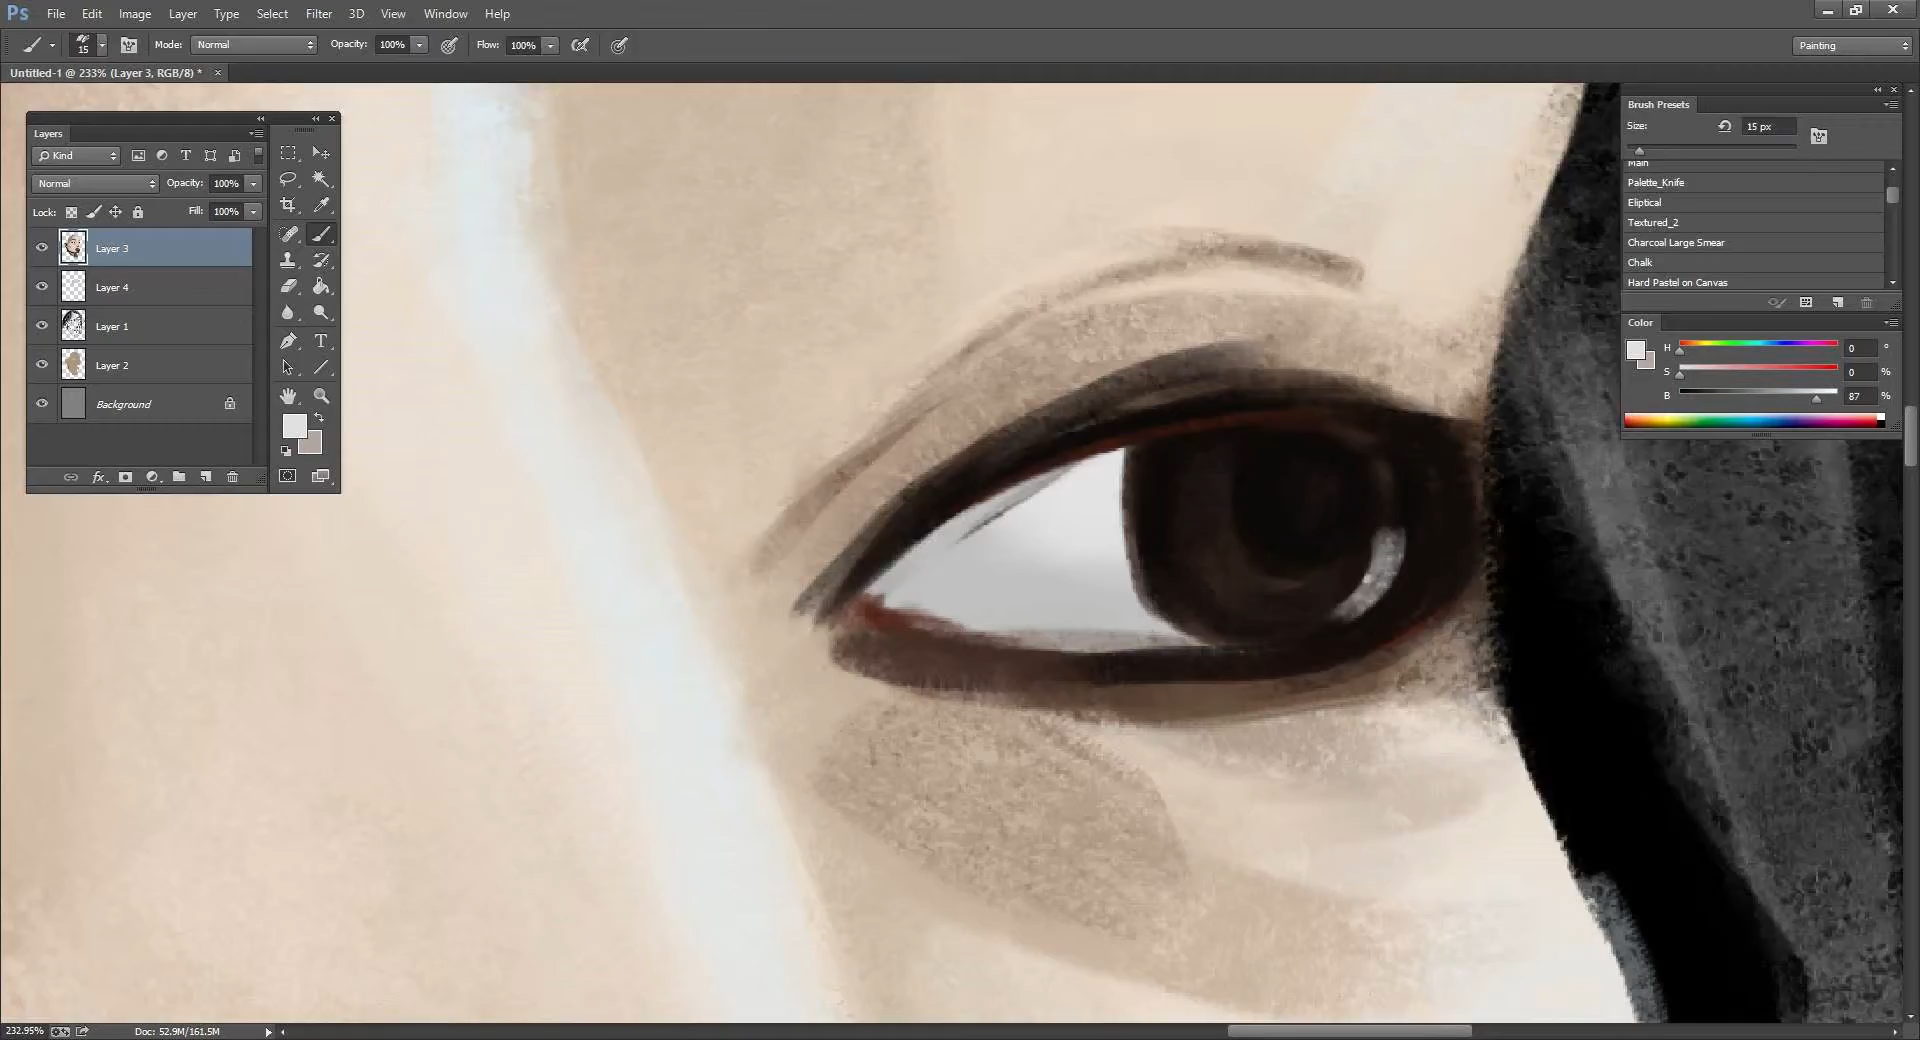 Ps File Edit Image Layer Type Select Filter 3D View Window Help
15 Mode: Normal Opacity: 100% Flow: 100% Painting
Untitled-1 @ 233% (Layer 3, RGB/8) *
Layers
Kind
Normal Opacity: 100%
Lock: Fill: 100%
Layer 3
Layer 4
Layer 1
Layer 2
Background
fx
T
T
Brush Presets
Size: 15 px
Main
Palette_Knife
Eliptical
Textured_2
Charcoal Large Smear
Chalk
Hard Pastel on Canvas
Color
H 0 °
S 0 %
B 87 %
232.95% Doc: 52.9M/161.5M